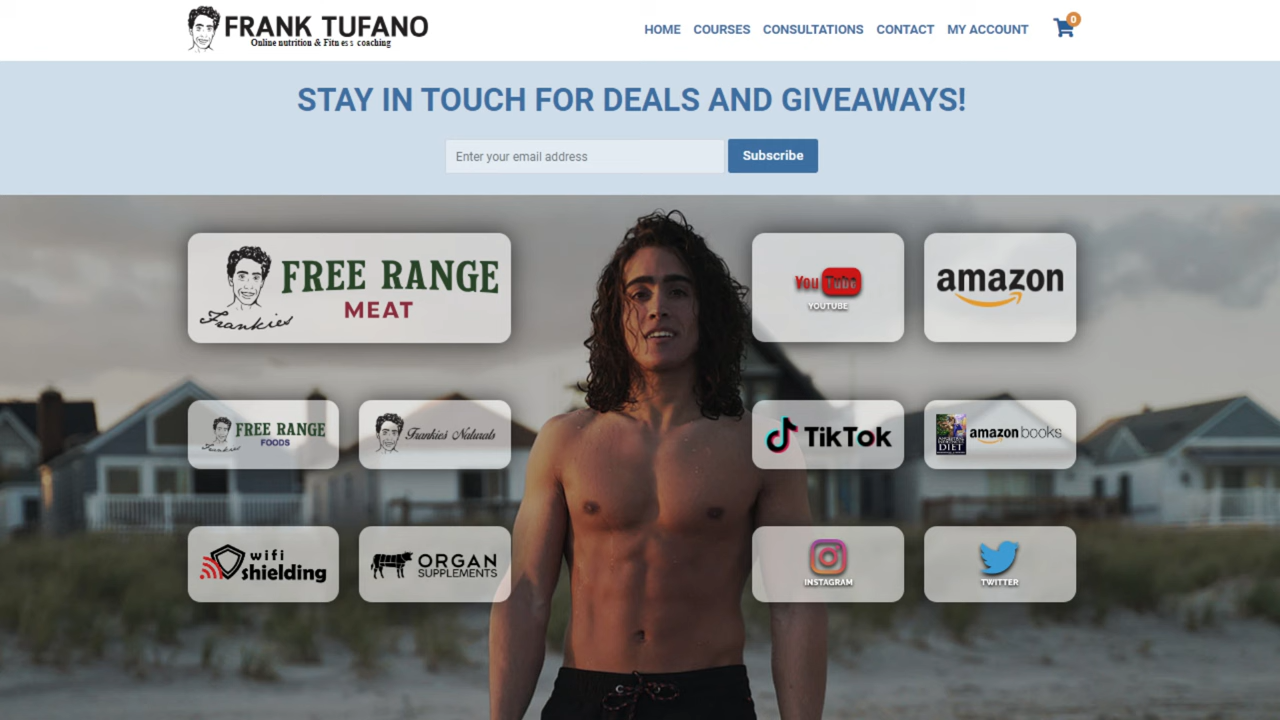 FRANK TUFANO
Online nutrition & Fitness coaching
HOME COURSES CONSULTATIONS CONTACT MY ACCOUNT
0
STAY IN TOUCH FOR DEALS AND GIVEAWAYS!
Enter your email address
Subscribe
FREE RANGE
MEAT
Frankies
YouTube
YOUTUBE
amazon
FREE RANGE
FOODS
Frankies
Frankies Naturals
TikTok
DIET
amazon books
wifi
shielding
ORGAN
SUPPLEMENTS
INSTAGRAM
TWITTER